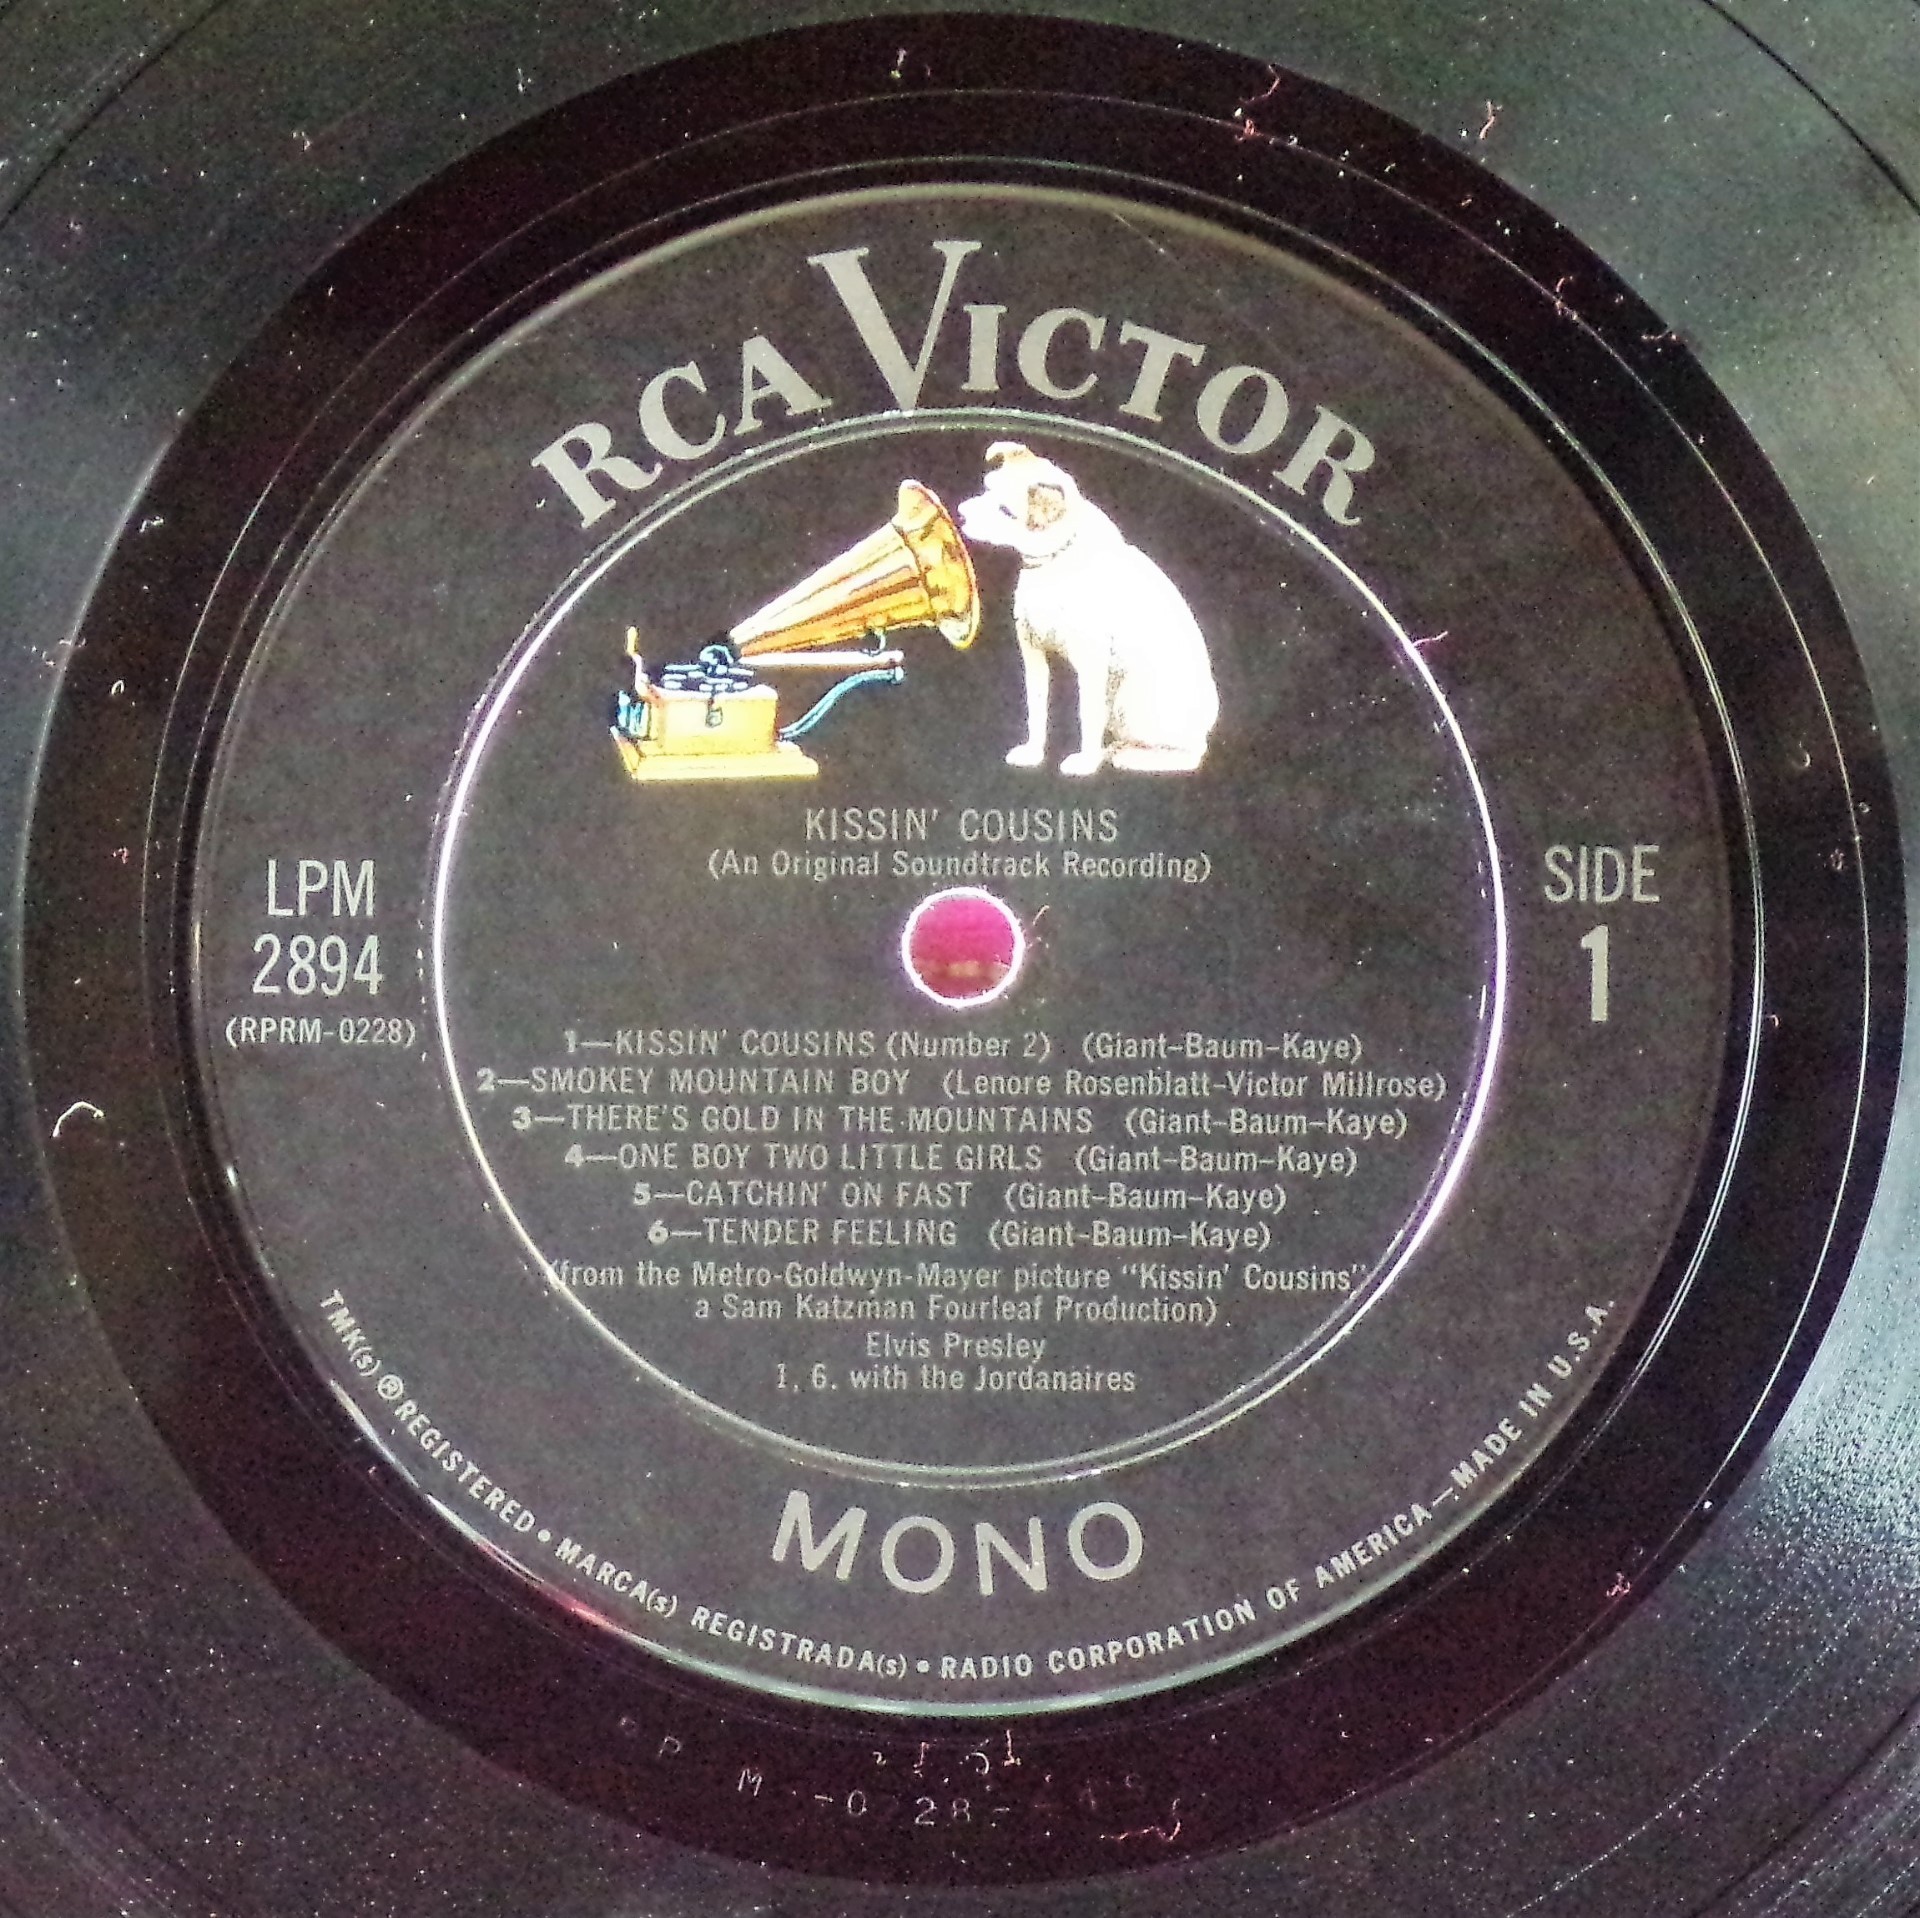 RCA VICTOR
KISSIN' COUSINS
(An Original Soundtrack Recording)
LPM
2894
(RPRM-0228)
SIDE
1
1—KISSIN' COUSINS (Number 2) (Giant-Baum-Kaye)
2—SMOKEY MOUNTAIN BOY (Lenore Rosenblatt-Victor Millrose)
3—THERE'S GOLD IN THE MOUNTAINS (Giant-Baum-Kaye)
4—ONE BOY TWO LITTLE GIRLS (Giant-Baum-Kaye)
5—CATCHIN' ON FAST (Giant-Baum-Kaye)
6—TENDER FEELING (Giant-Baum-Kaye)
(from the Metro-Goldwyn-Mayer picture "Kissin' Cousins"
a Sam Katzman Fourleaf Production)
Elvis Presley
1, 6. with the Jordanaires
MONO
TMK(s) ® REGISTERED • MARCA(s) REGISTRADA(s) • RADIO CORPORATION OF AMERICA—MADE IN U.S.A.